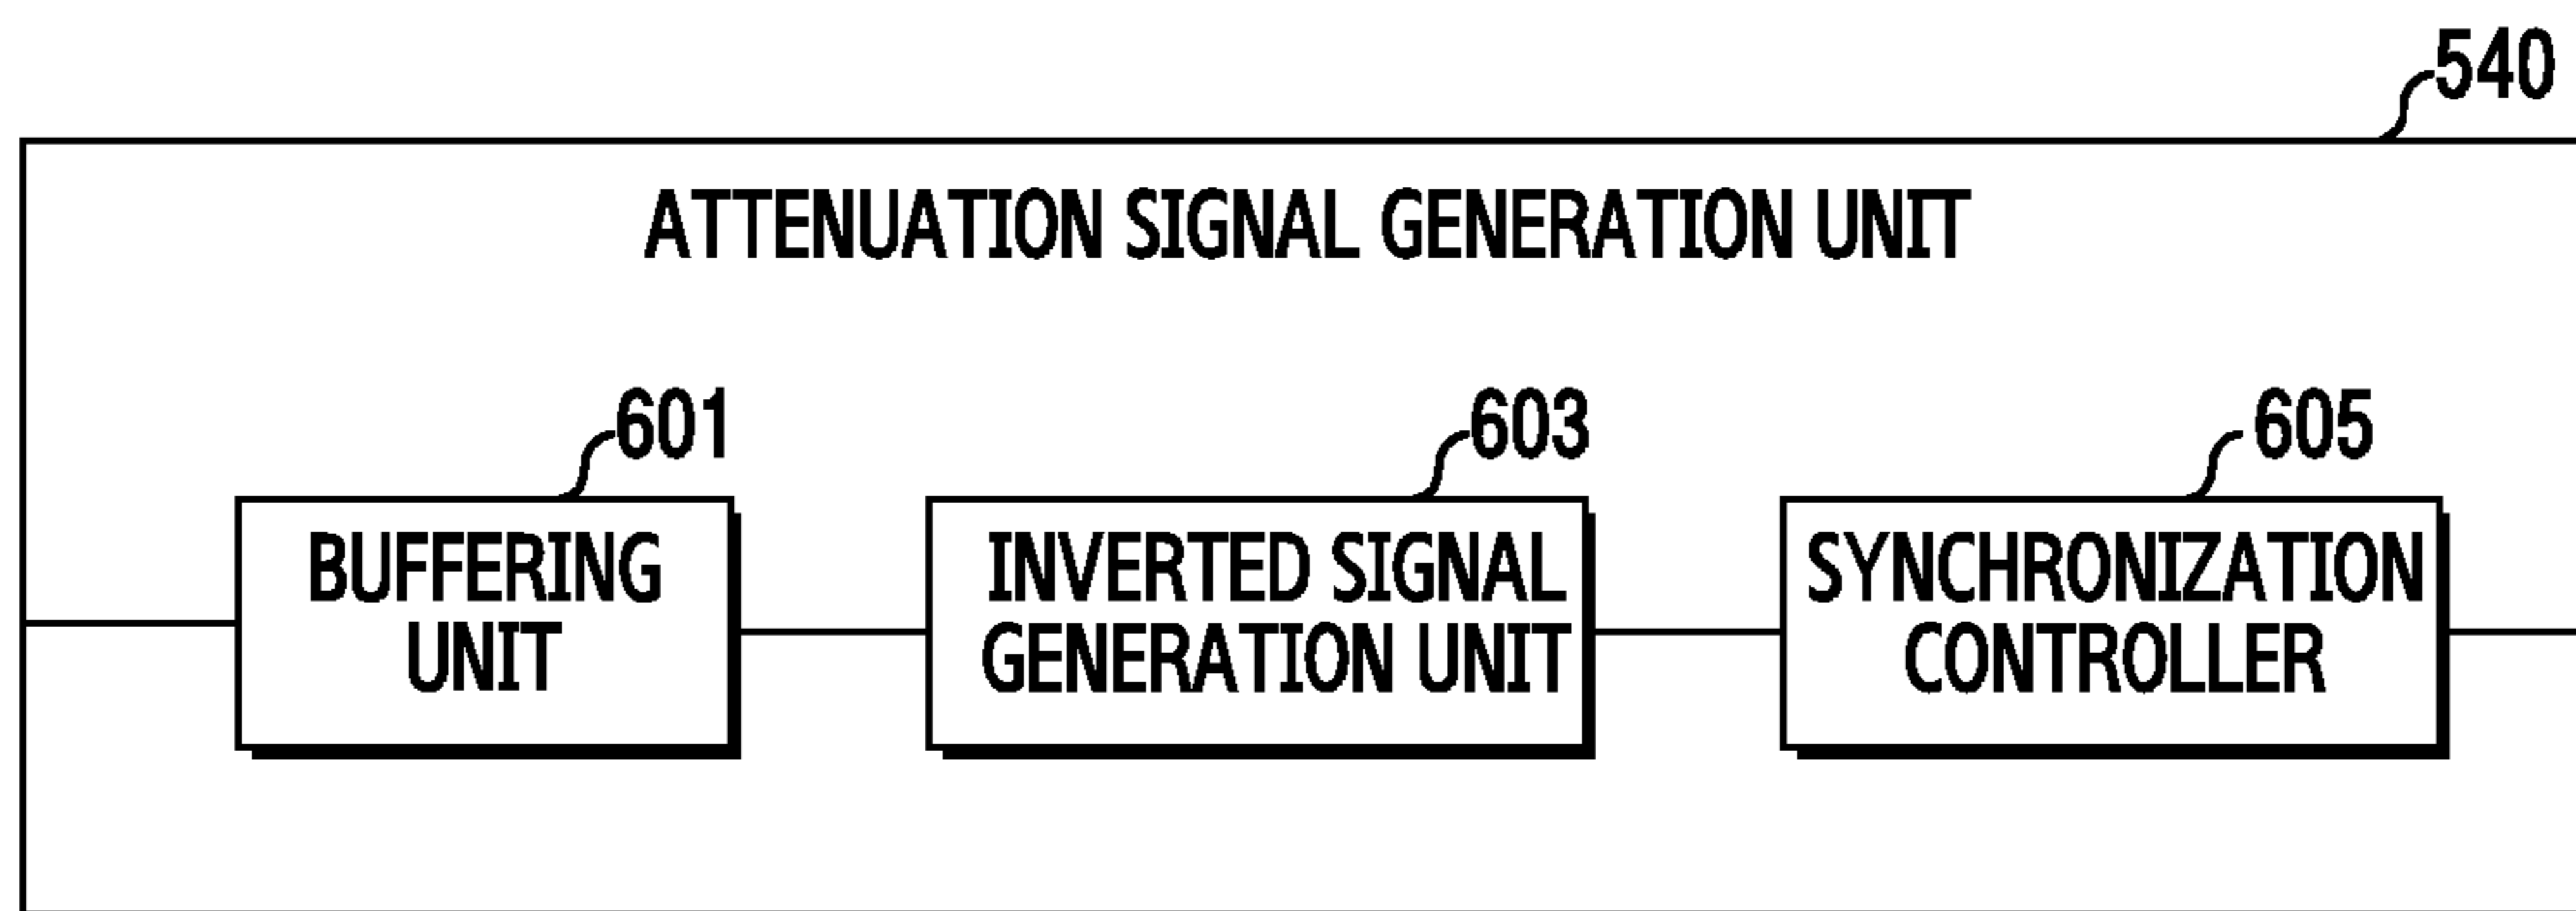 540
ATTENUATION SIGNAL GENERATION UNIT
601
603
605
BUFFERING
UNIT
INVERTED SIGNAL
GENERATION UNIT
SYNCHRONIZATION
CONTROLLER